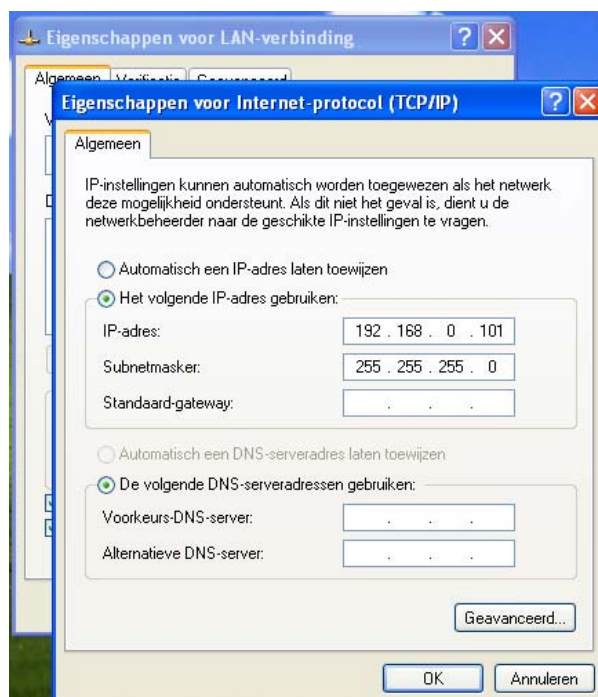 Eigenschappen voor LAN-verbinding
Algemeen Verificatie Geavanceerd
Eigenschappen voor Internet-protocol (TCP/IP)
Algemeen
IP-instellingen kunnen automatisch worden toegewezen als het netwerk
deze mogelijkheid ondersteunt. Als dit niet het geval is, dient u de
netwerkbeheerder naar de geschikte IP-instellingen te vragen.
Automatisch een IP-adres laten toewijzen
Het volgende IP-adres gebruiken:
IP-adres: 192 . 168 . 0 . 101
Subnetmasker: 255 . 255 . 255 . 0
Standaard-gateway: . . .
Automatisch een DNS-serveradres laten toewijzen
De volgende DNS-serveradressen gebruiken:
Voorkeurs-DNS-server: . . .
Alternatieve DNS-server: . . .
Geavanceerd...
OK Annuleren